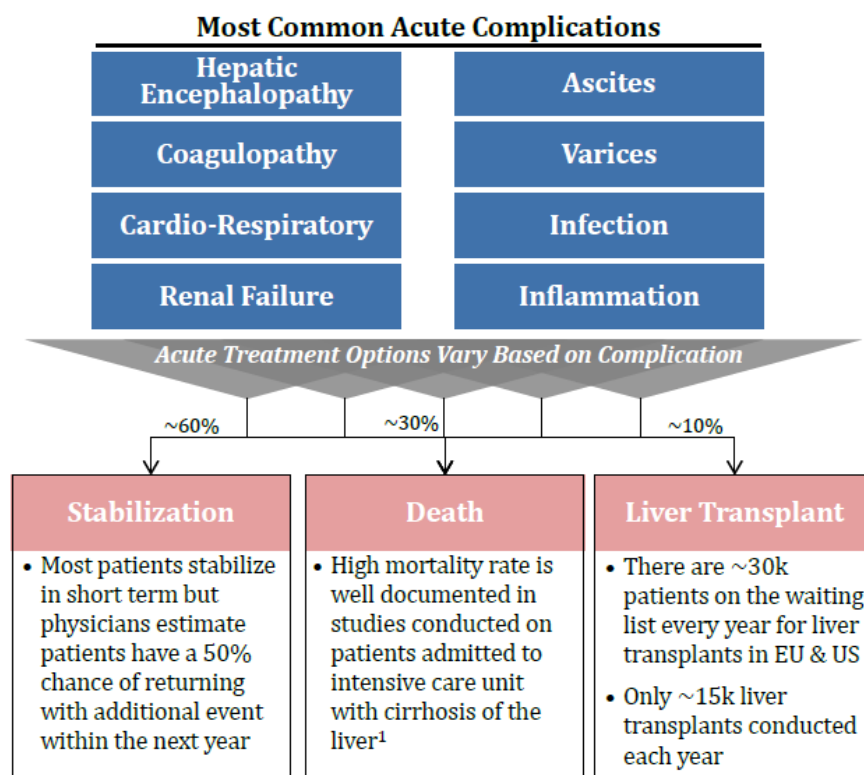 Most Common Acute Complications
Hepatic
Encephalopathy
Ascites
Coagulopathy
Varices
Cardio-Respiratory
Infection
Renal Failure
Inflammation
Acute Treatment Options Vary Based on Complication
~60%
~30%
~10%
Stabilization
• Most patients stabilize
in short term but
physicians estimate
patients have a 50%
chance of returning
with additional event
within the next year
Death
• High mortality rate is
well documented in
studies conducted on
patients admitted to
intensive care unit
with cirrhosis of the
liver¹
Liver Transplant
• There are ~30k
patients on the waiting
list every year for liver
transplants in EU & US
• Only ~15k liver
transplants conducted
each year